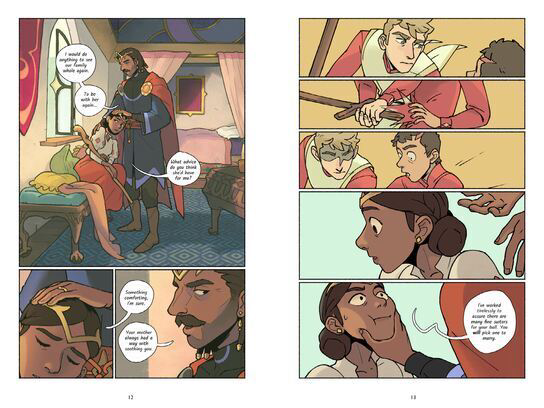 I would do
anything to see
our family
whole again.
To be
with her
again...
What advice
do you think
she'd have
for me?
Something
comforting,
I'm sure.
Your mother
always had a
way with
soothing you.
12
I've worked
tirelessly to
assure there are
many fine suitors
for your ball. You
will pick one to
marry.
13